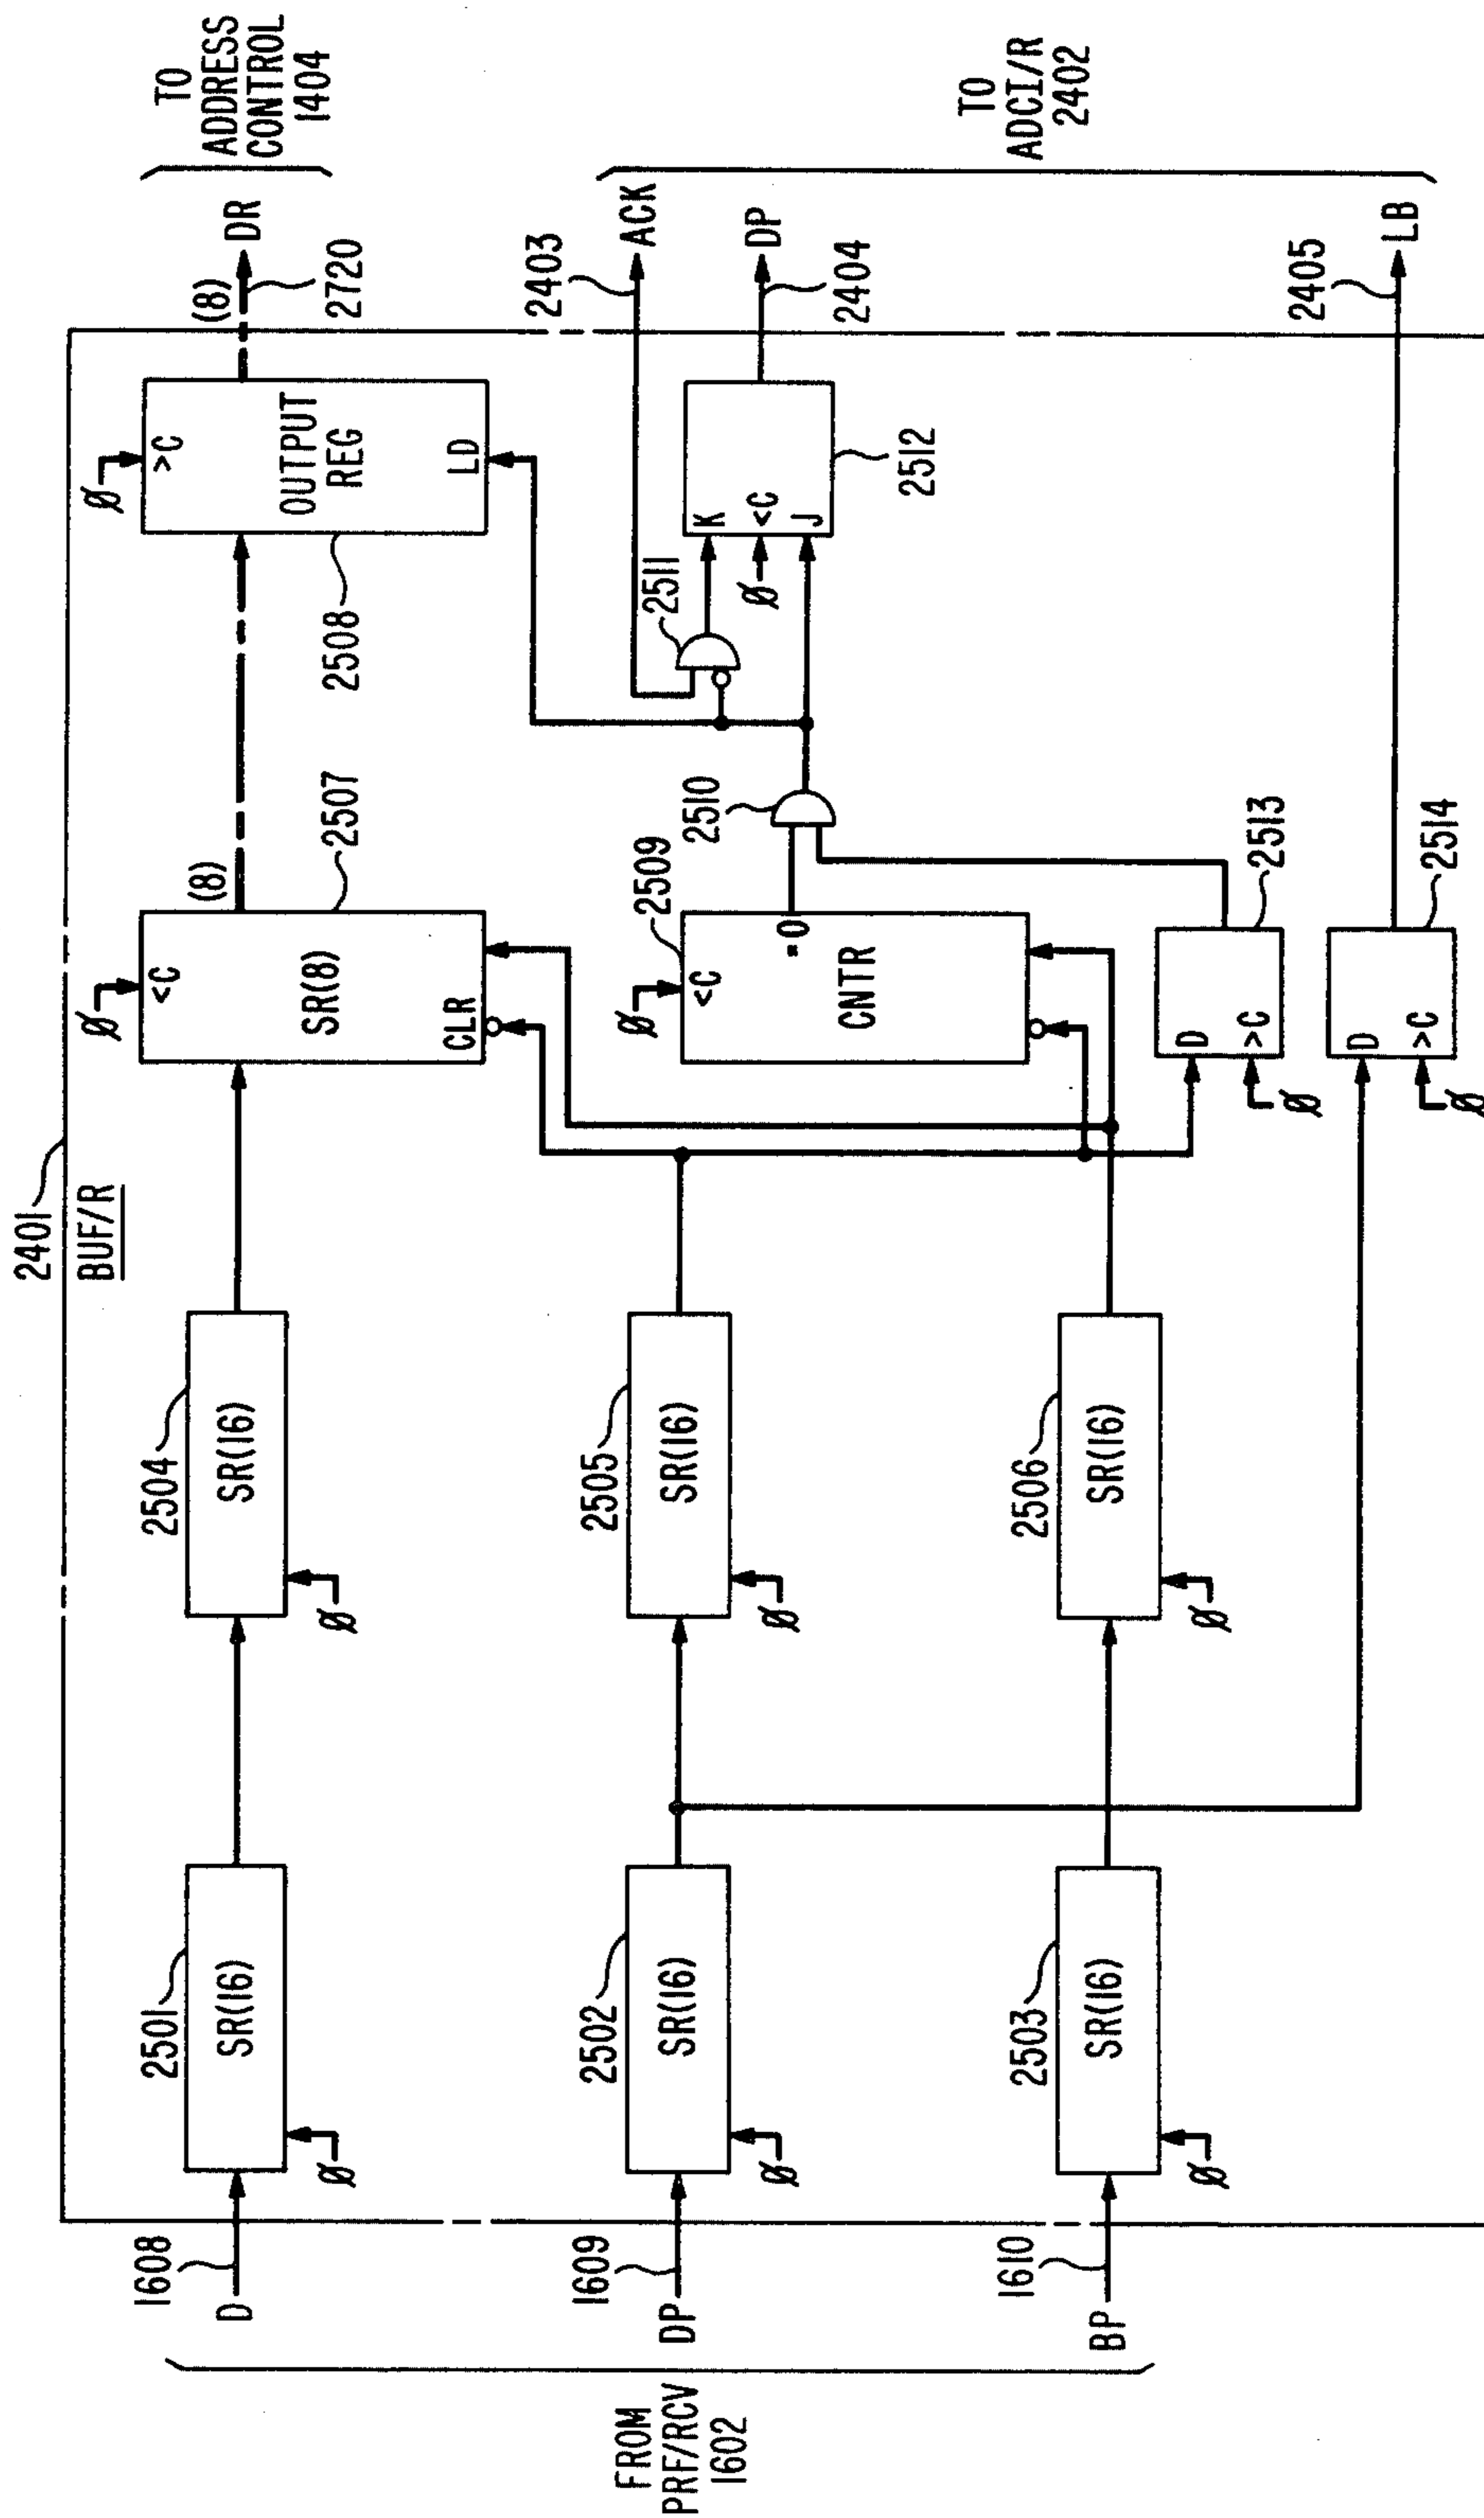 2401
BUF/R
FROM
PRF/RCV
1602
1608
D
2501
SR(16)
Ø
2504
SR(16)
Ø
Ø
<C
SR(8)
CLR
(8)
2507
Ø
>C
OUTPUT
REG
LD
2508
(8)
DR
2720
TO
ADDRESS
CONTROL
1404
1609
DP
2502
SR(16)
Ø
2505
SR(16)
Ø
2509
Ø
<C
=0
CNTR
2510
2511
K
Ø
<C
J
2512
2403
ACK
DP
2404
TO
ADCI/R
2402
1610
BP
2503
SR(16)
Ø
2506
SR(16)
Ø
D
>C
Ø
2513
D
>C
Ø
2514
2405
LB